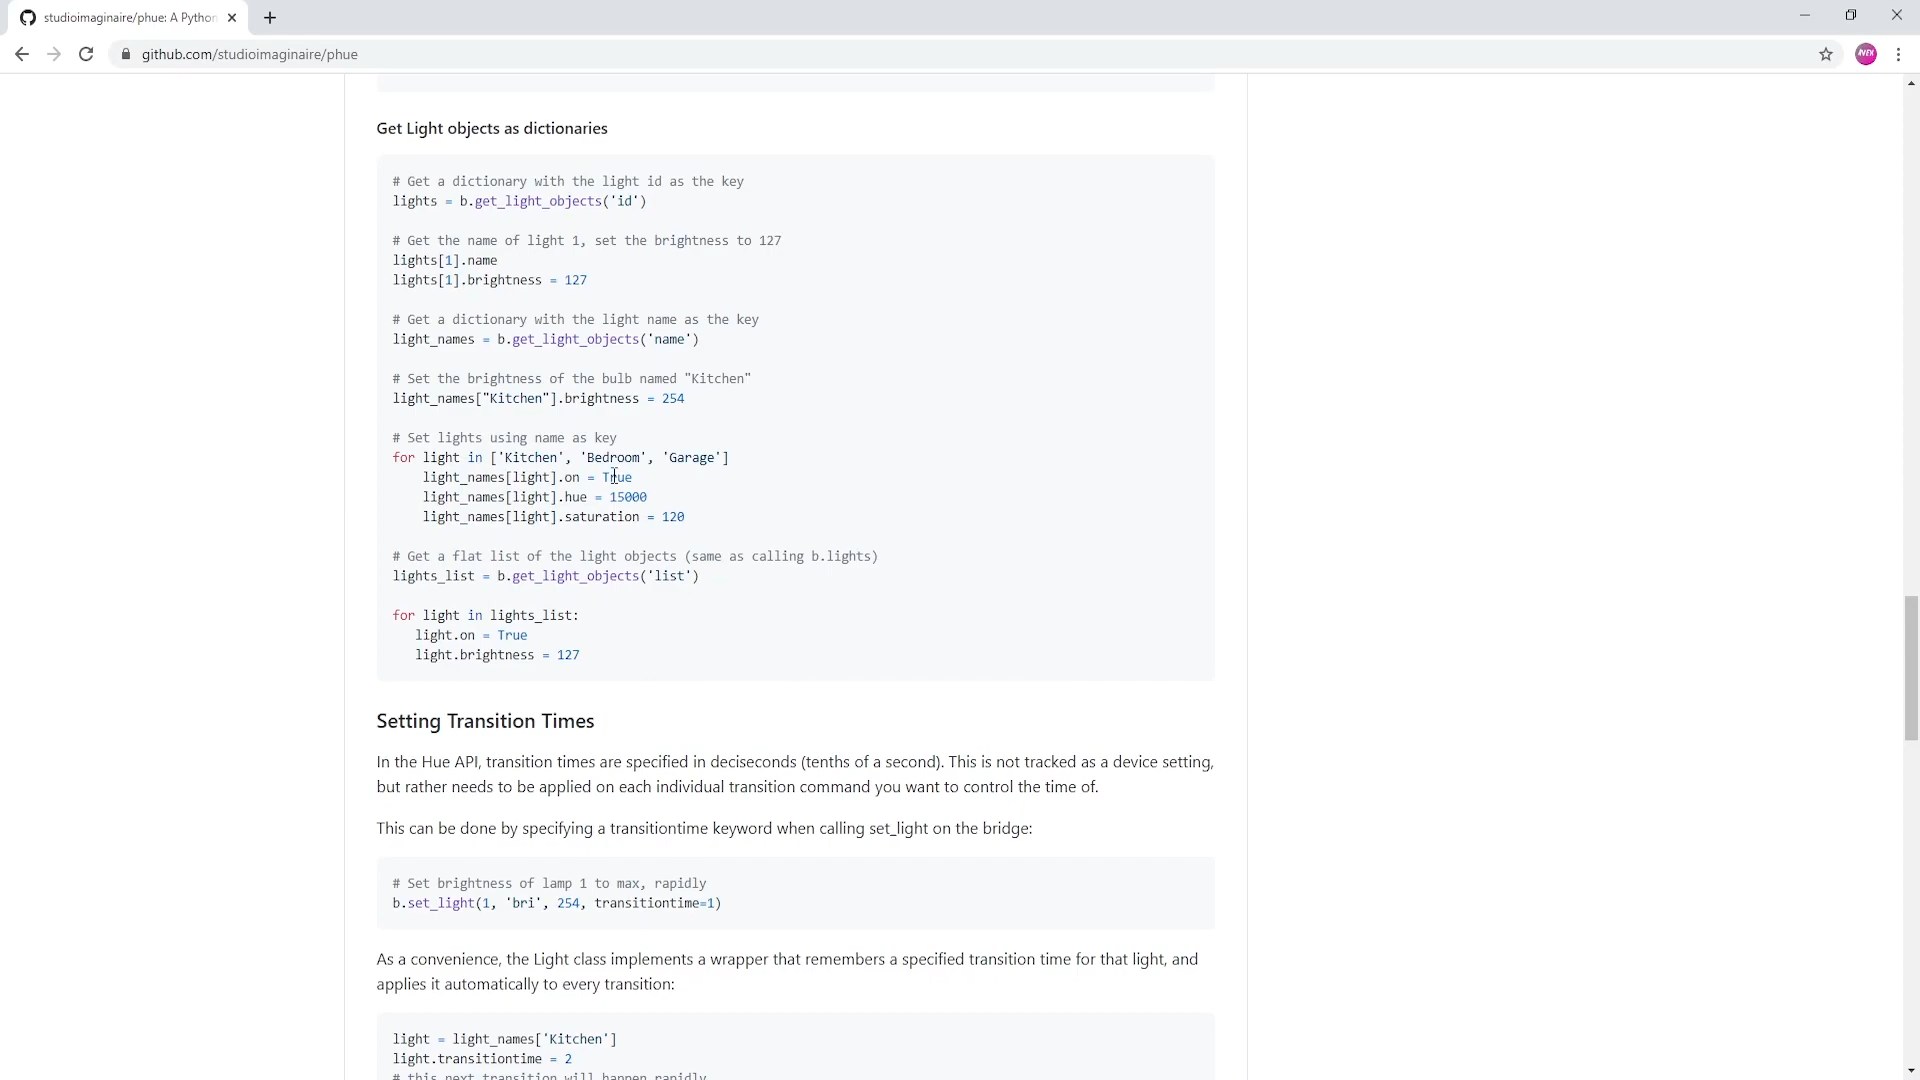 studioimaginaire/phue: A Python
github.com/studioimaginaire/phue
Get Light objects as dictionaries
# Get a dictionary with the light id as the key
lights = b.get_light_objects('id')
# Get the name of light 1, set the brightness to 127
lights[1].name
lights[1].brightness = 127
# Get a dictionary with the light name as the key
light_names = b.get_light_objects('name')
# Set the brightness of the bulb named "Kitchen"
light_names["Kitchen"].brightness = 254
# Set lights using name as key
for light in ['Kitchen', 'Bedroom', 'Garage']
    light_names[light].on = True
    light_names[light].hue = 15000
    light_names[light].saturation = 120
# Get a flat list of the light objects (same as calling b.lights)
lights_list = b.get_light_objects('list')
for light in lights_list:
   light.on = True
   light.brightness = 127
Setting Transition Times
In the Hue API, transition times are specified in deciseconds (tenths of a second). This is not tracked as a device setting,
but rather needs to be applied on each individual transition command you want to control the time of.
This can be done by specifying a transitiontime keyword when calling set_light on the bridge:
# Set brightness of lamp 1 to max, rapidly
b.set_light(1, 'bri', 254, transitiontime=1)
As a convenience, the Light class implements a wrapper that remembers a specified transition time for that light, and
applies it automatically to every transition:
light = light_names['Kitchen']
light.transitiontime = 2
# this next transition will happen rapidly